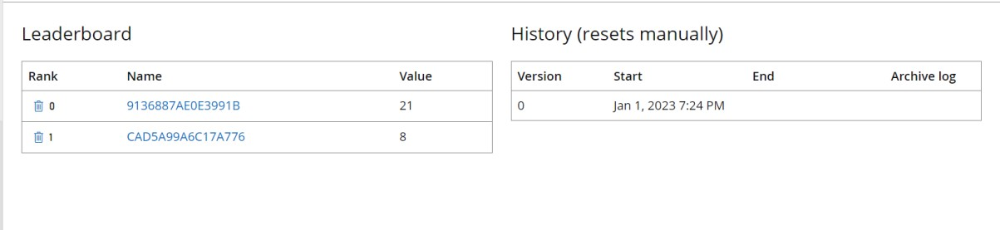 Leaderboard
Rank Name Value
0 9136887AE0E3991B 21
1 CAD5A99A6C17A776 8
History (resets manually)
Version Start End Archive log
0 Jan 1, 2023 7:24 PM